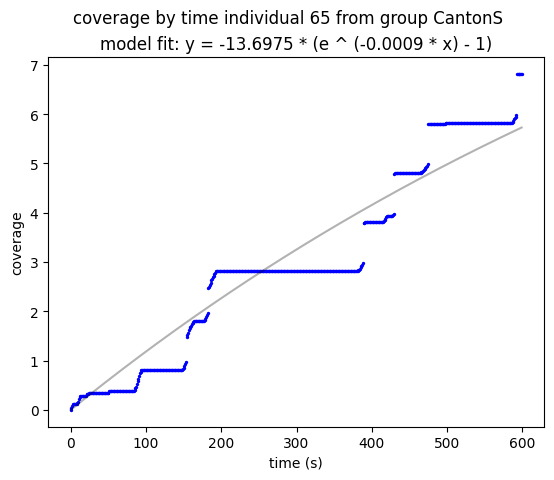 coverage by time individual 65 from group CantonS
model fit: y = -13.6975 * (e ^ (-0.0009 * x) - 1)
7
6
5
4
3
2
1
0
coverage
0 100 200 300 400 500 600
time (s)